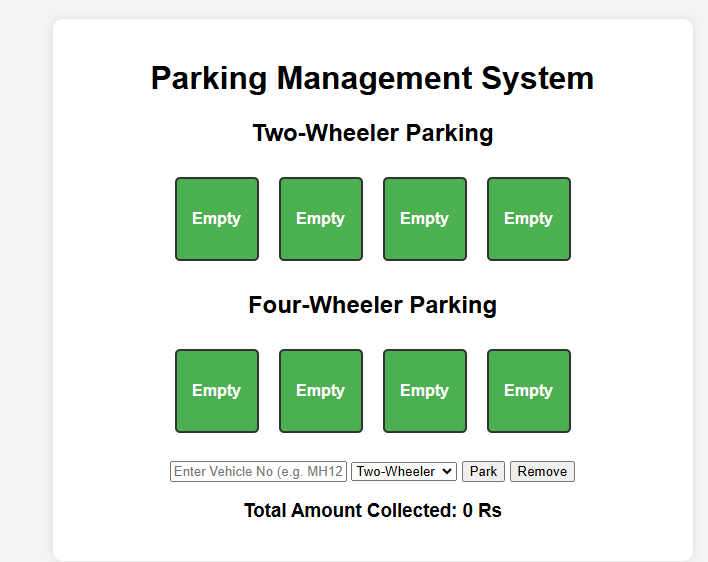 Parking Management System
Two-Wheeler Parking
Empty Empty Empty Empty
Four-Wheeler Parking
Empty Empty Empty Empty
Enter Vehicle No (e.g. MH12 Two-Wheeler Park Remove
Total Amount Collected: 0 Rs